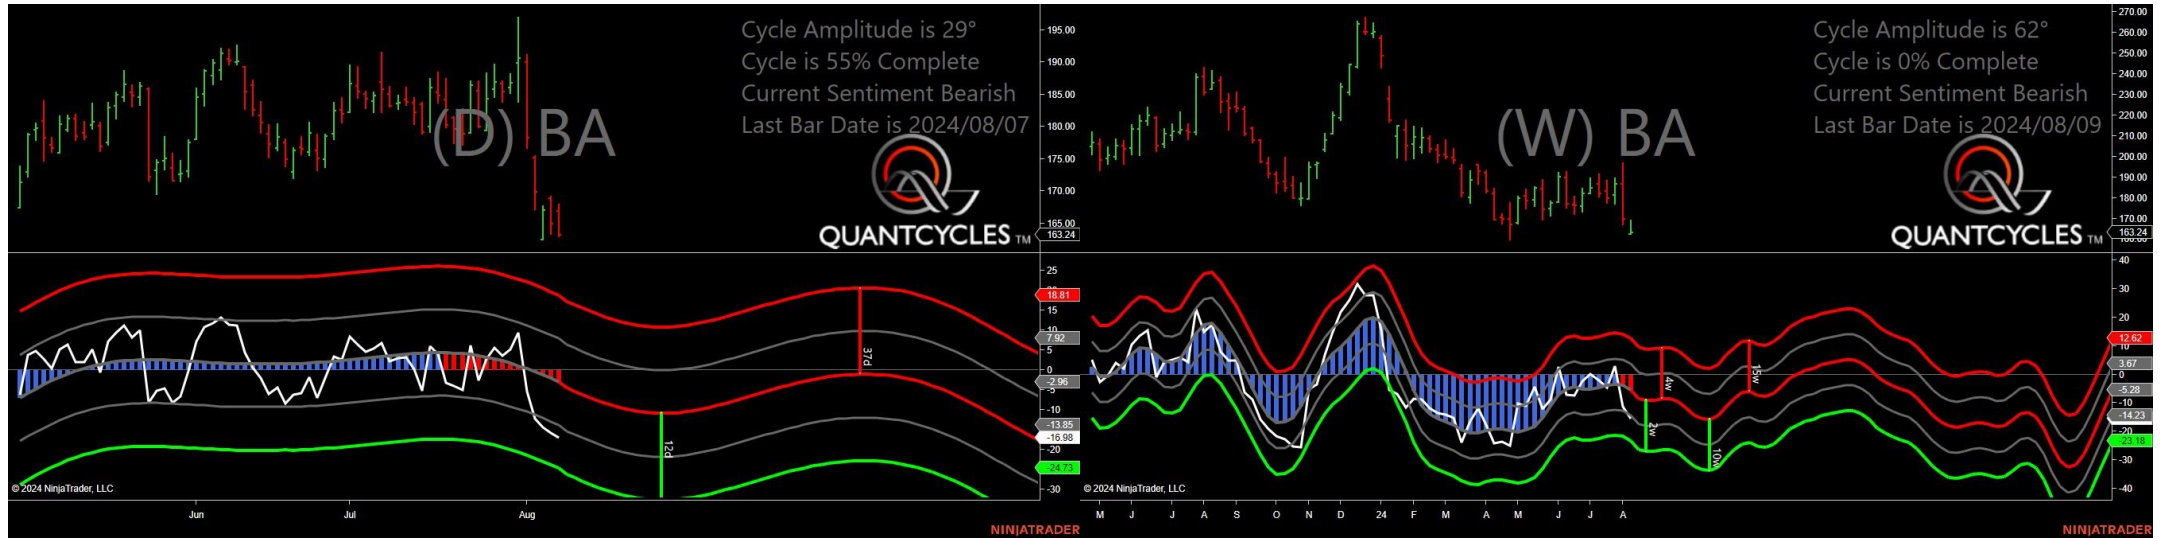 Cycle Amplitude is 29°
Cycle is 55% Complete
Current Sentiment Bearish
Last Bar Date is 2024/08/07
(D) BA
QUANTCYCLES TM
195.00
190.00
185.00
180.00
175.00
170.00
165.00
163.24
25
18.81
15
10
7.92
5
0
-2.96
-5
-10
-13.85
-16.98
-20
-24.73
-30
37d
12d
© 2024 NinjaTrader, LLC
Jun
Jul
Aug
NINJATRADER
Cycle Amplitude is 62°
Cycle is 0% Complete
Current Sentiment Bearish
Last Bar Date is 2024/08/09
(W) BA
QUANTCYCLES TM
270.00
260.00
250.00
240.00
230.00
220.00
210.00
200.00
190.00
180.00
170.00
163.24
40
30
20
12.62
10
3.67
0
-5.28
-10
-14.23
-20
-23.18
-30
-40
4w
15w
2w
10w
© 2024 NinjaTrader, LLC
M J J A S O N D 24 F M A M J J A
NINJATRADER